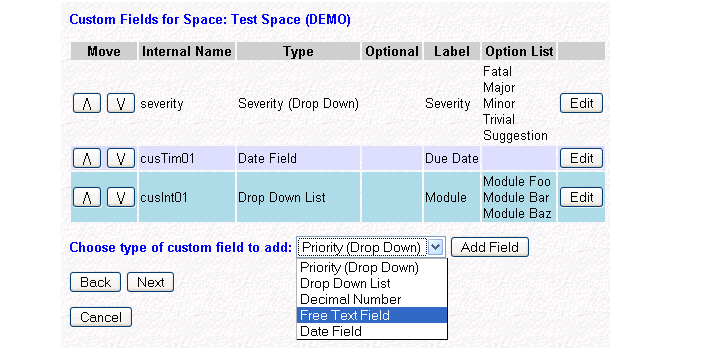 Custom Fields for Space: Test Space (DEMO)
Move Internal Name Type Optional Label Option List
/\ \/ severity Severity (Drop Down) Severity Fatal
Major
Minor
Trivial
Suggestion Edit
/\ \/ cusTim01 Date Field Due Date Edit
/\ \/ cusInt01 Drop Down List Module Module Foo
Module Bar
Module Baz Edit
Choose type of custom field to add: Priority (Drop Down) Add Field
Priority (Drop Down)
Drop Down List
Decimal Number
Free Text Field
Date Field
Back Next
Cancel